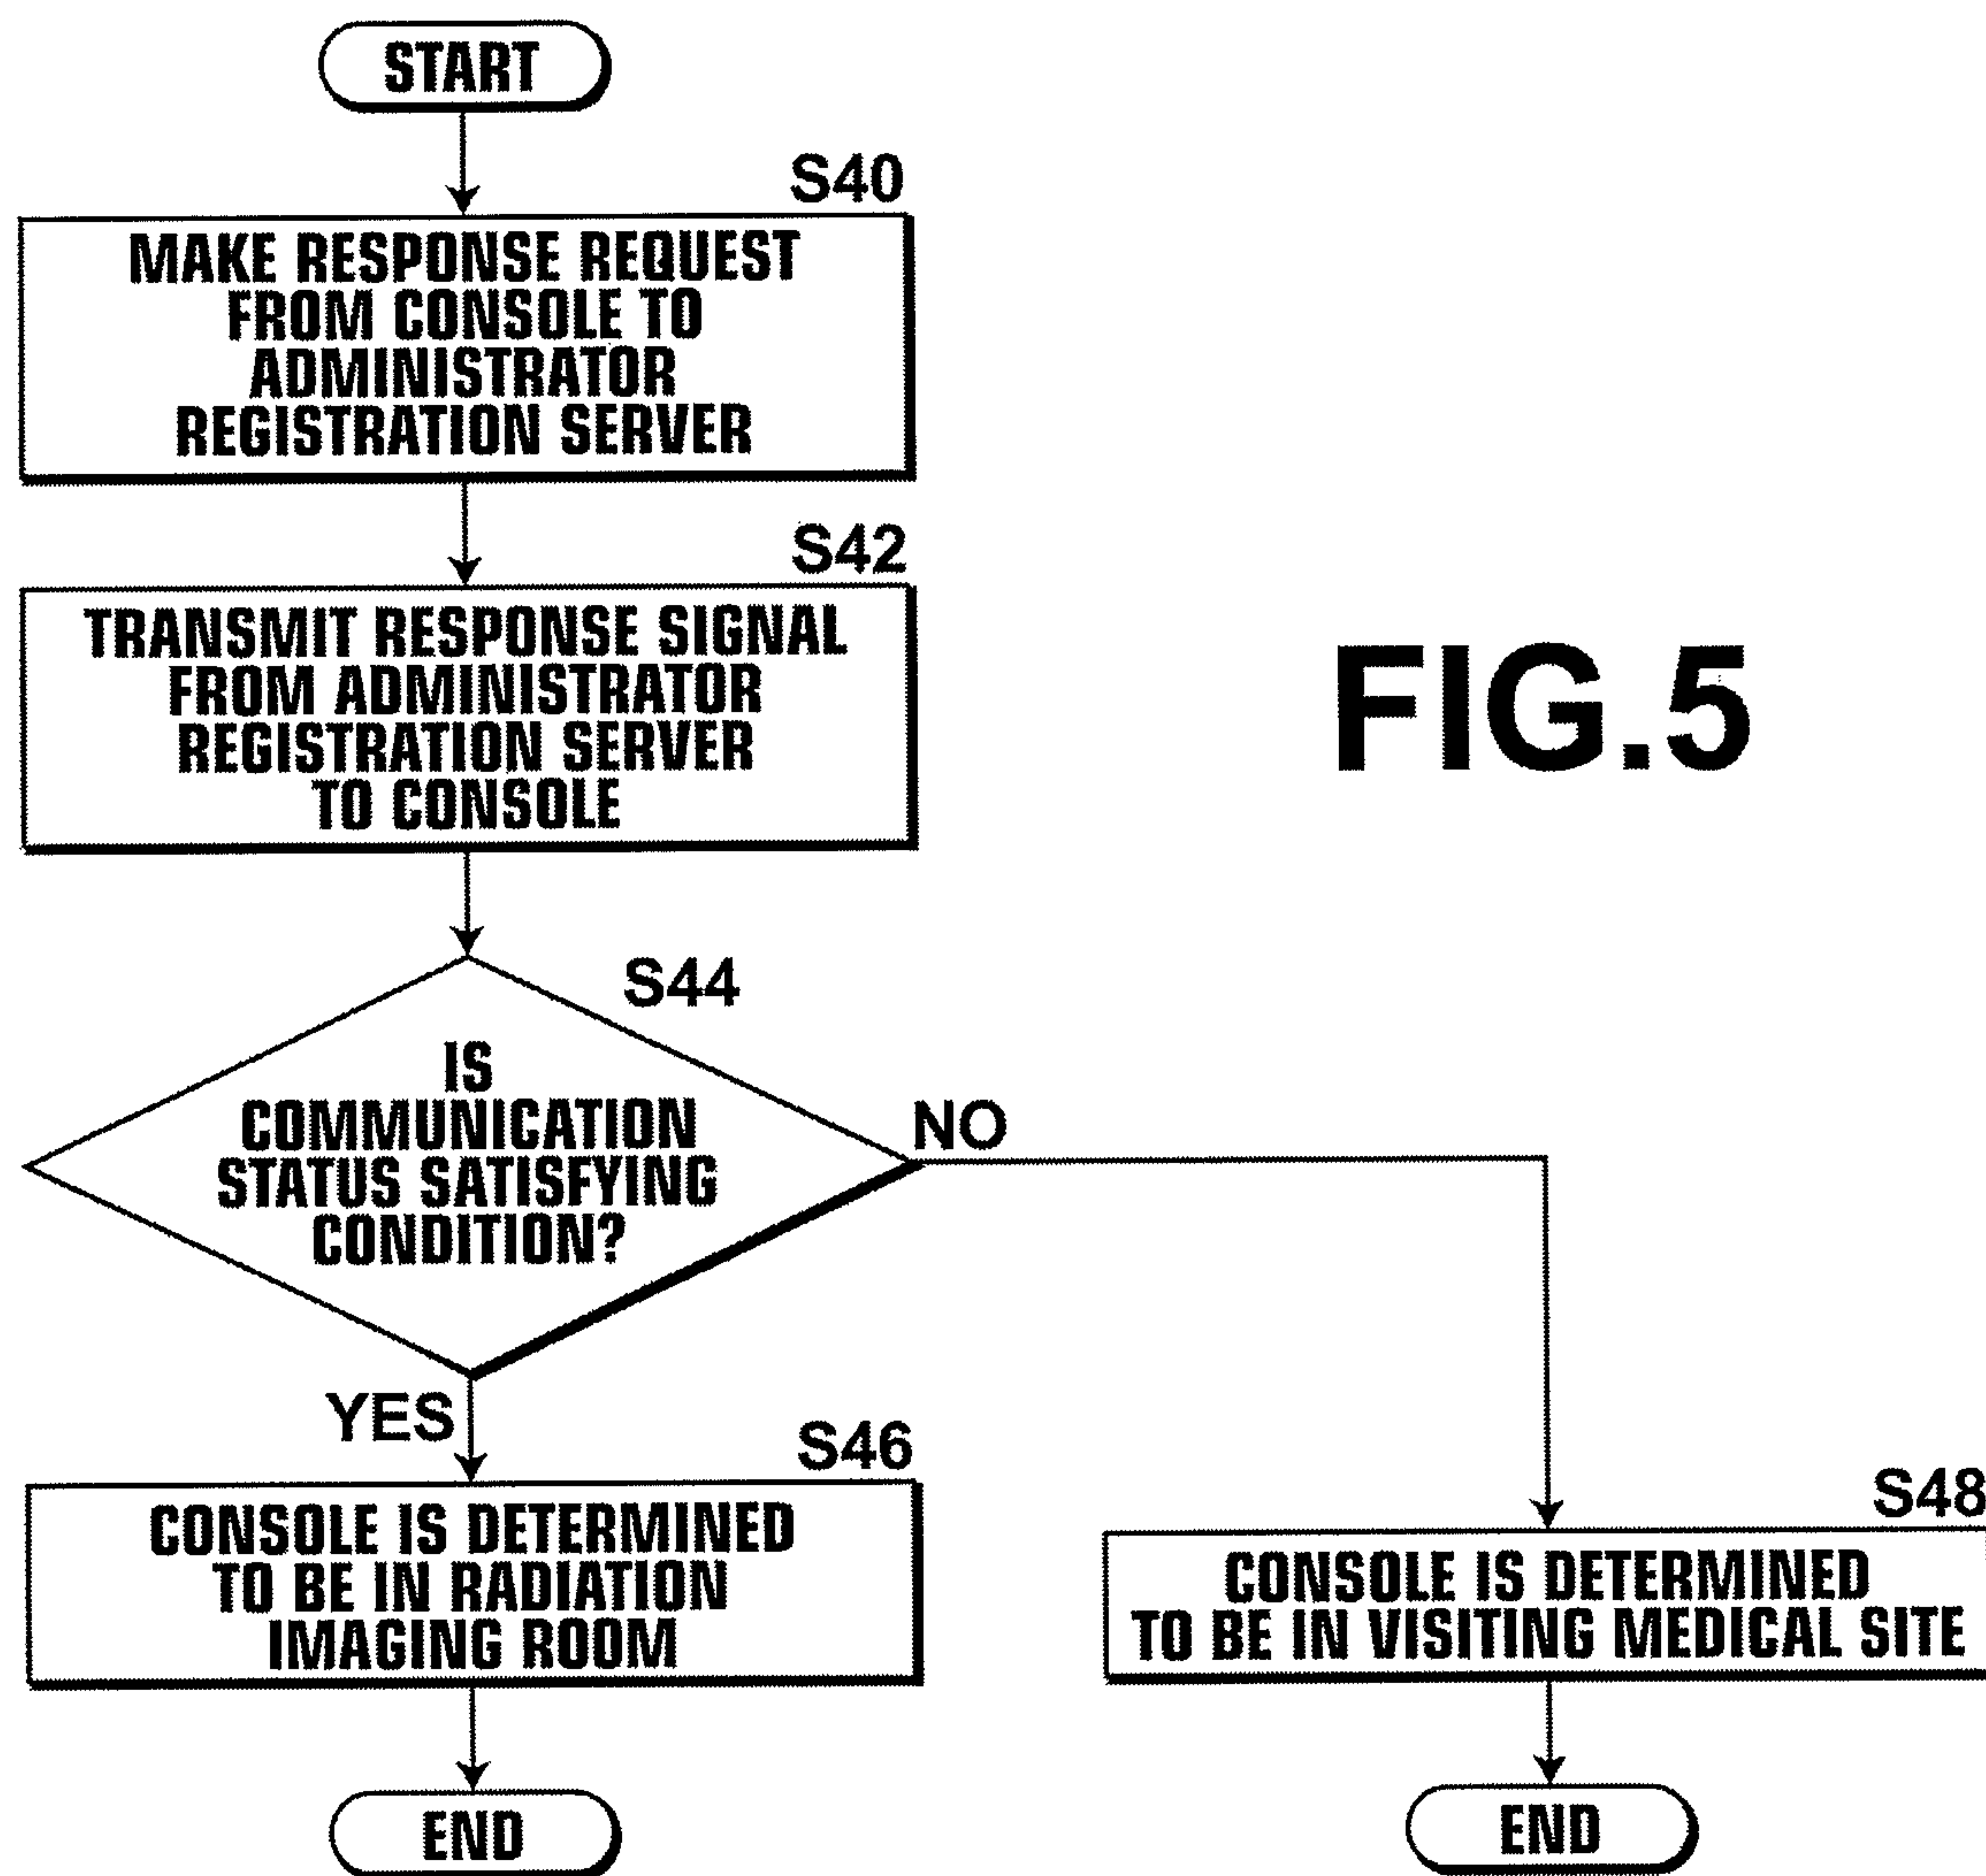 START
S40
MAKE RESPONSE REQUEST
FROM CONSOLE TO
ADMINISTRATOR
REGISTRATION SERVER
S42
TRANSMIT RESPONSE SIGNAL
FROM ADMINISTRATOR
REGISTRATION SERVER
TO CONSOLE
FIG.5
S44
IS
COMMUNICATION
STATUS SATISFYING
CONDITION?
NO
YES
S46
CONSOLE IS DETERMINED
TO BE IN RADIATION
IMAGING ROOM
END
S48
CONSOLE IS DETERMINED
TO BE IN VISITING MEDICAL SITE
END